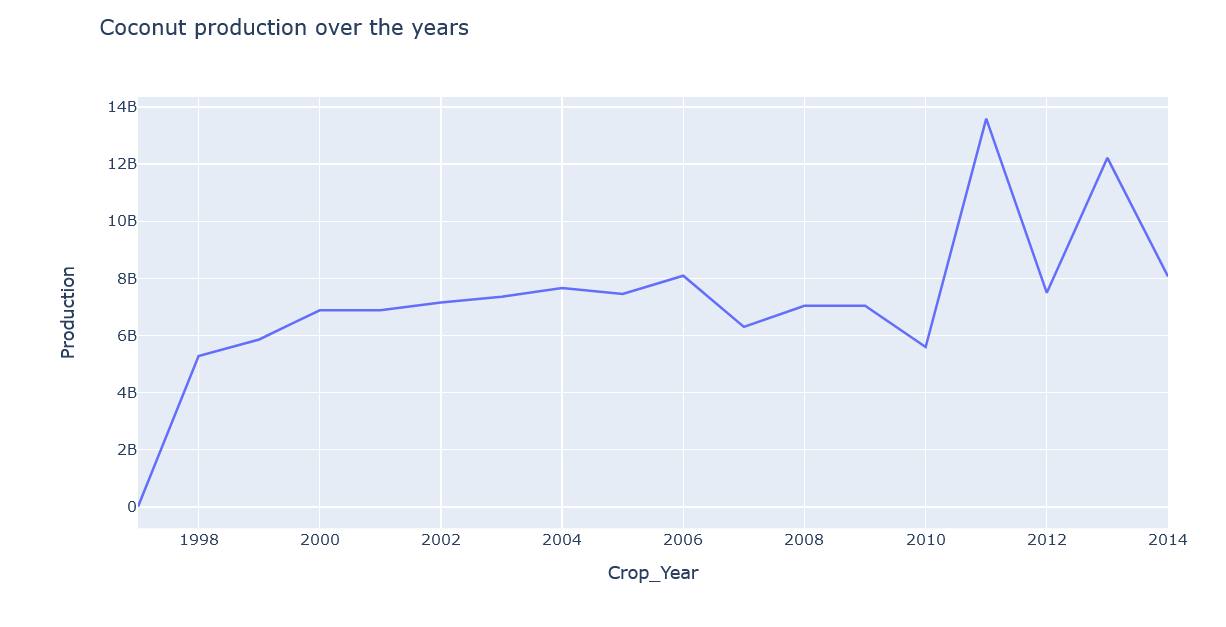 Coconut production over the years
14B
12B
10B
8B
6B
4B
2B
0
Production
1998 2000 2002 2004 2006 2008 2010 2012 2014
Crop_Year